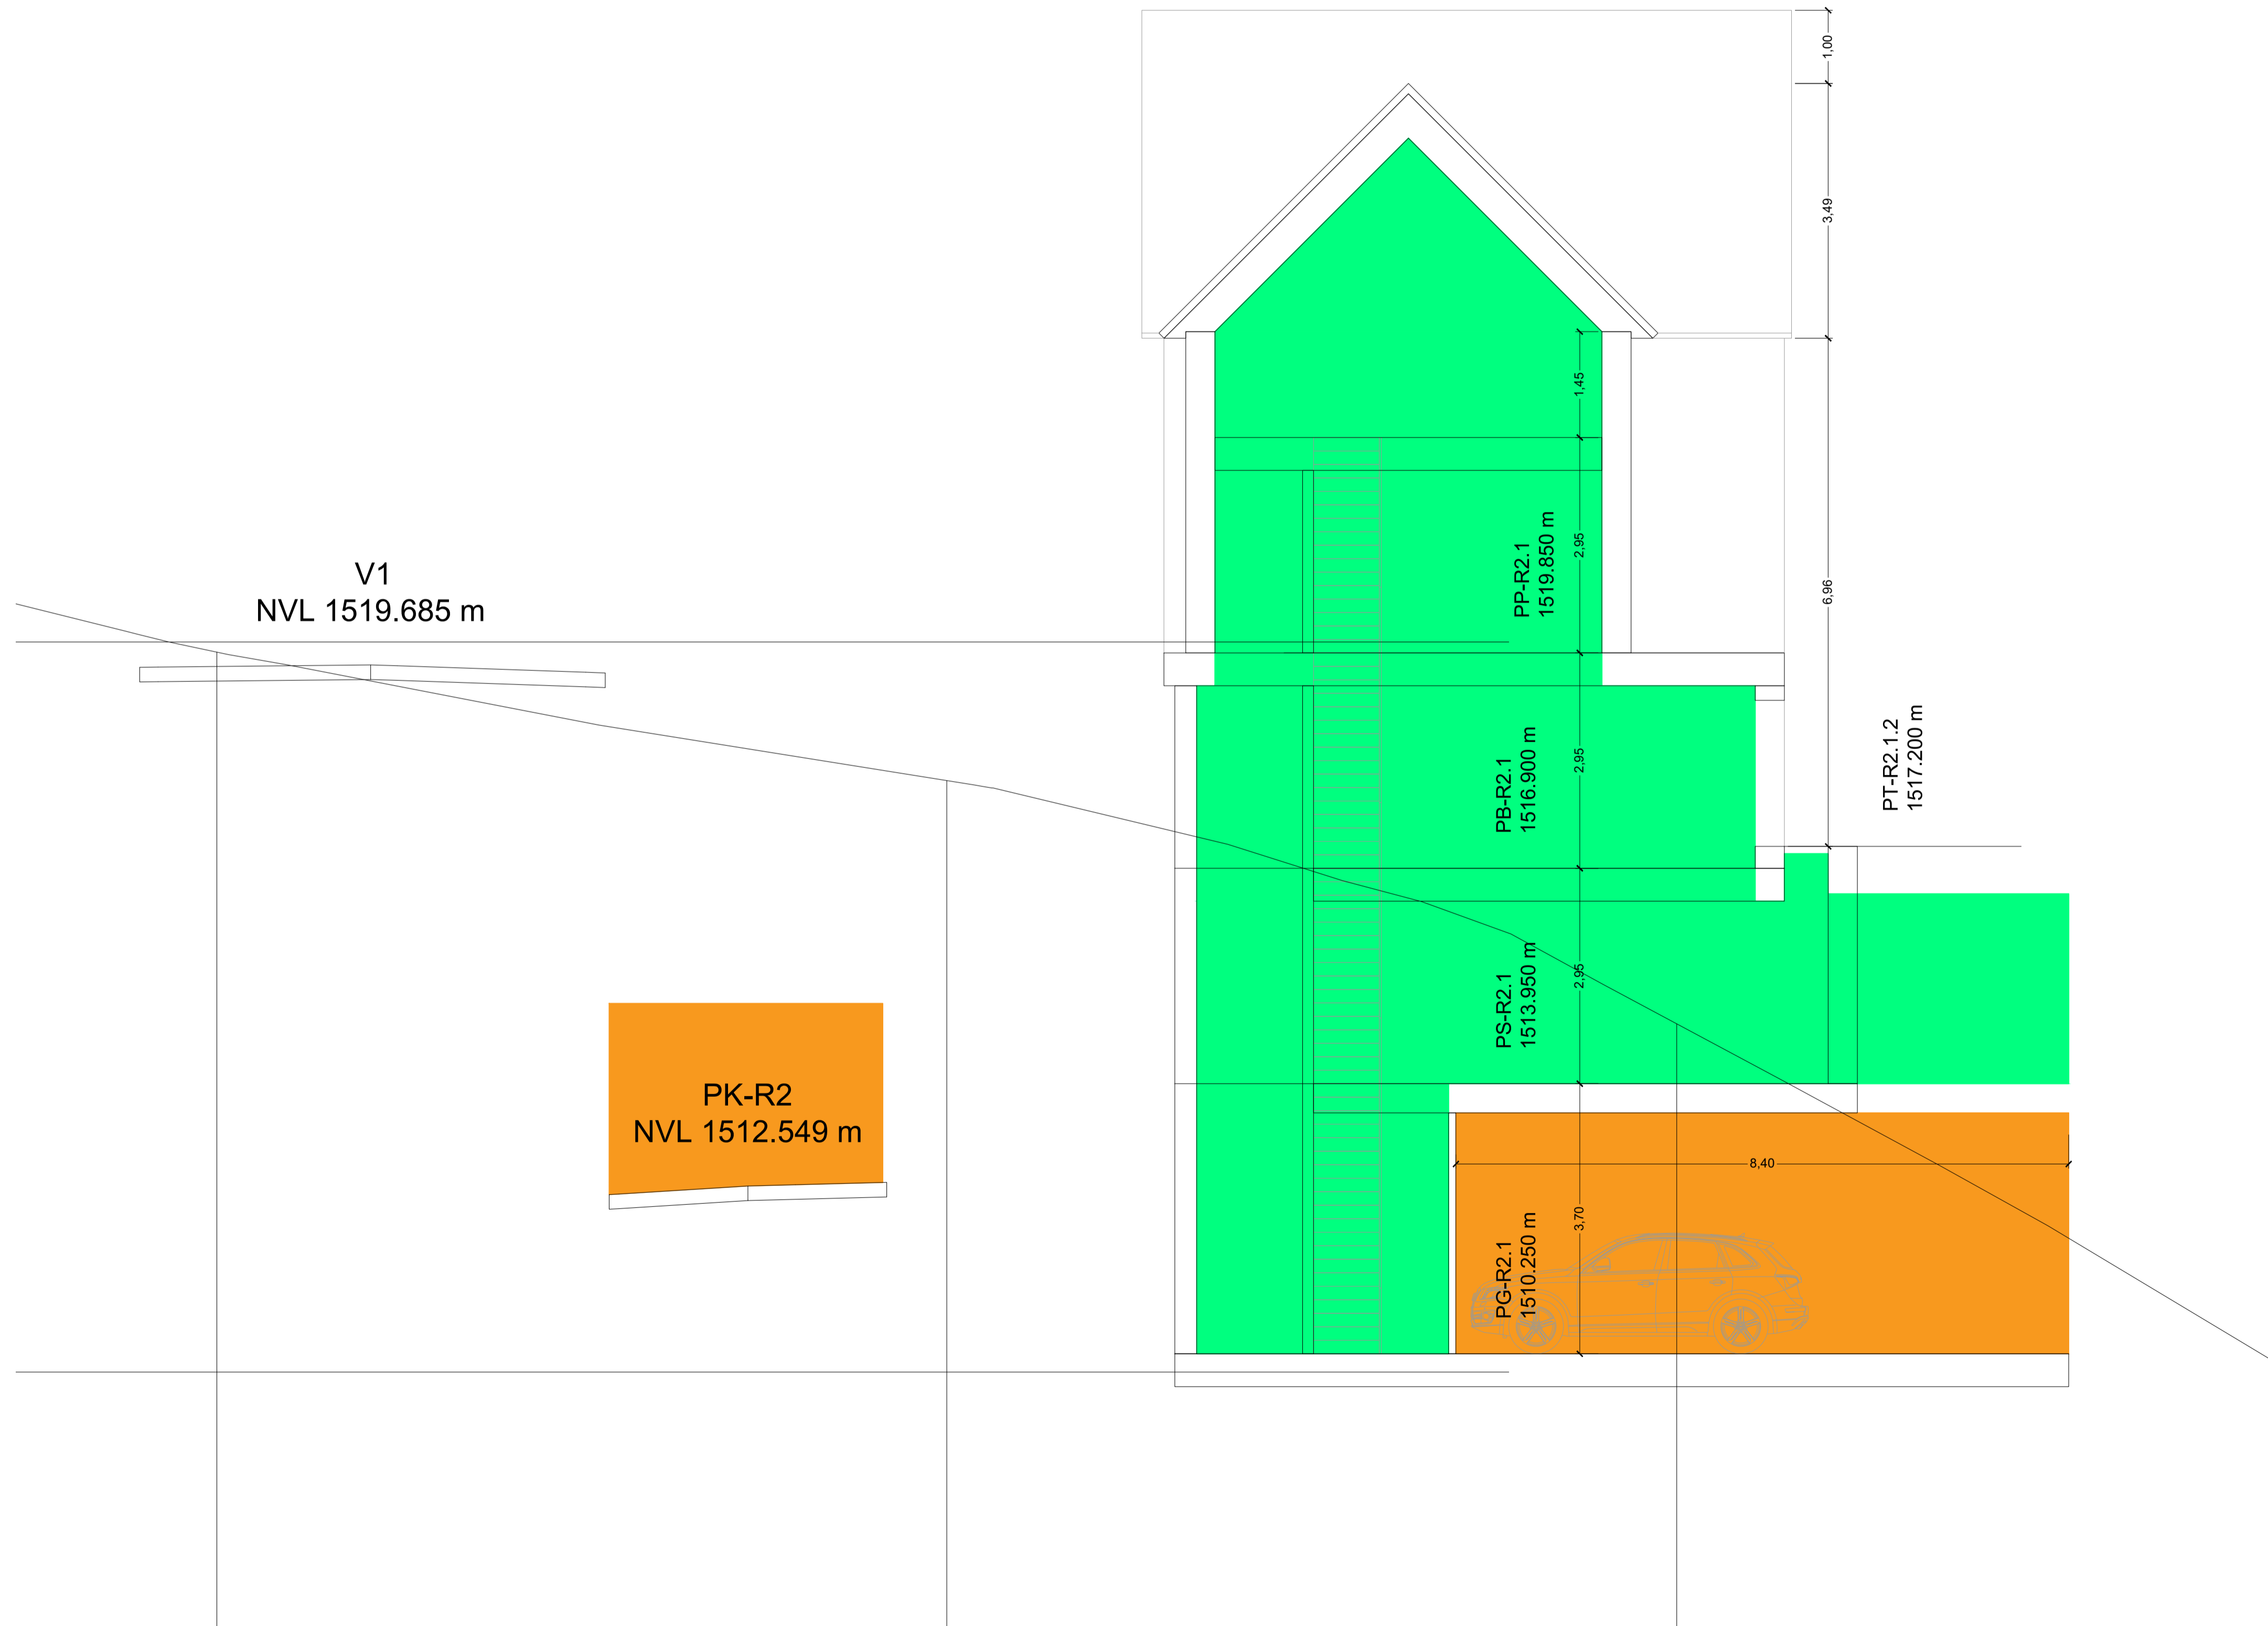 1,00
3,49
1,45
PP-R2.1
1519.850 m
2,95
V1
NVL 1519.685 m
6,96
PB-R2.1
1516.900 m
2,95
PT-R2.1.2
1517.200 m
PS-R2.1
1513.950 m
2,95
PK-R2
NVL 1512.549 m
8,40
3,70
PG-R2.1
1510.250 m